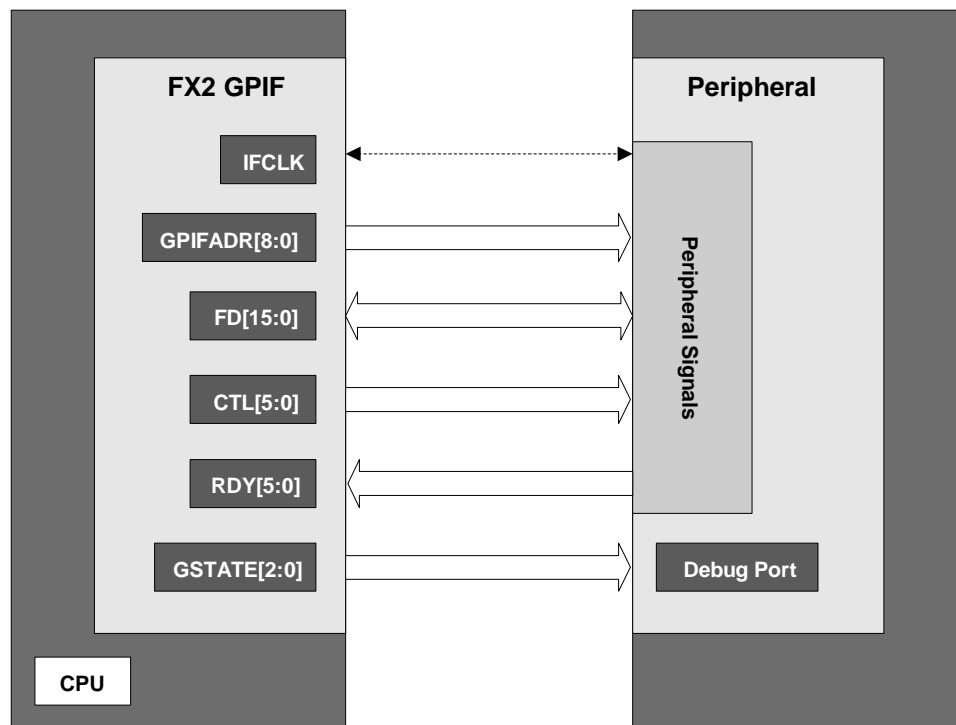 FX2 GPIF
Peripheral
IFCLK
GPIFADR[8:0]
FD[15:0]
CTL[5:0]
RDY[5:0]
GSTATE[2:0]
Peripheral Signals
Debug Port
CPU